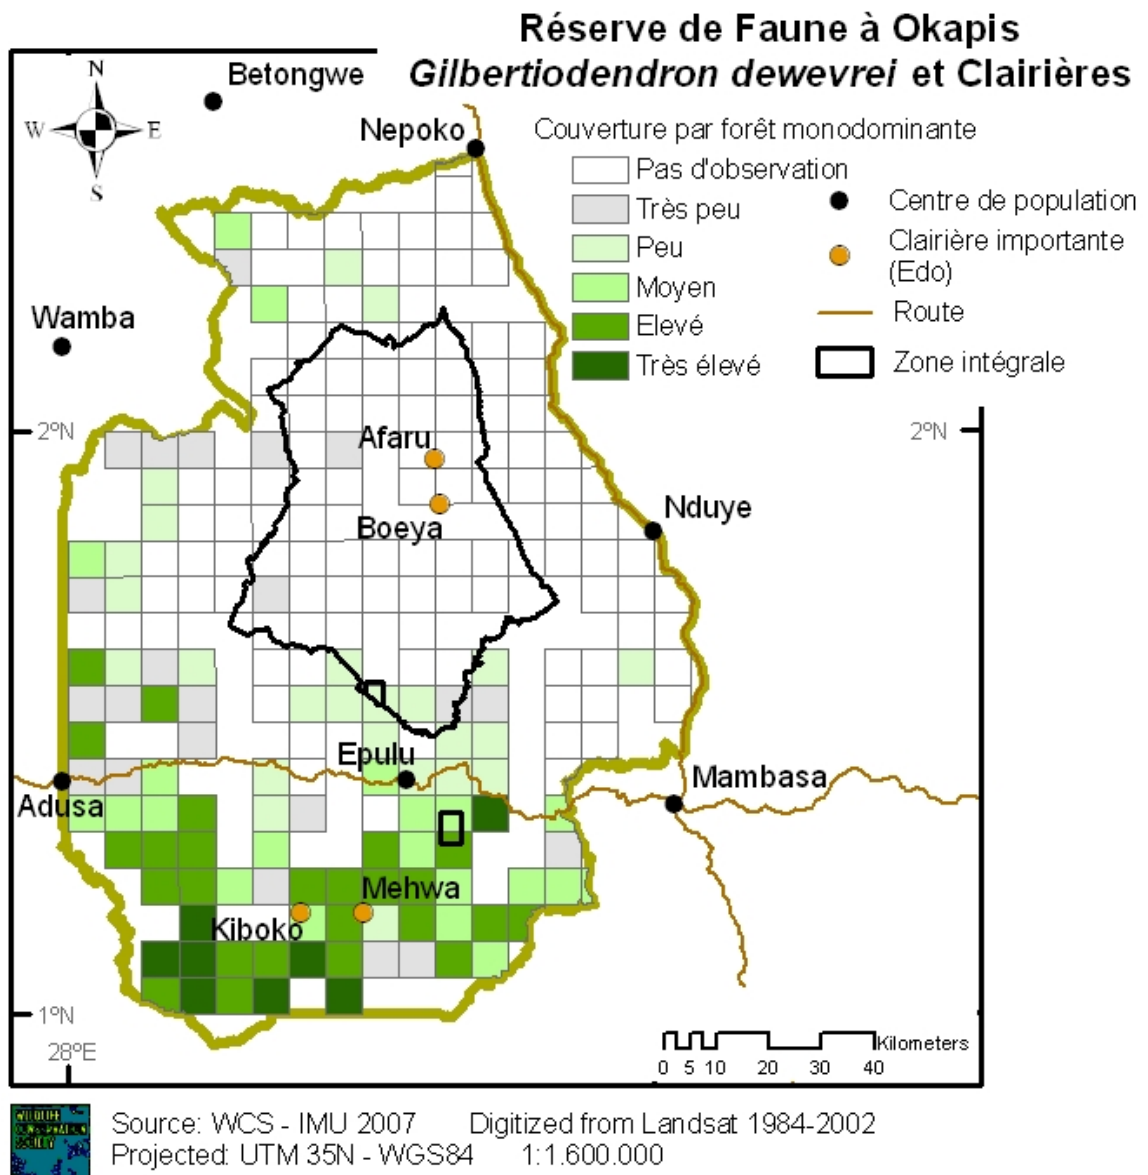 Réserve de Faune à Okapis
Gilbertiodendron dewevrei et Clairières
N
W
E
S
Betongwe
Nepoko
Couverture par forêt monodominante
Pas d'observation
Très peu
Peu
Moyen
Elevé
Très élevé
Centre de population
Clairière importante
(Edo)
Route
Zone intégrale
Wamba
2ºN
2ºN
Afaru
Boeya
Nduye
Epulu
Mambasa
Adusa
Mehwa
Kiboko
1ºN
28ºE
Kilometers
0 5 10 20 30 40
WILDLIFE
CONSERVATION
SOCIETY
Source: WCS - IMU 2007 Digitized from Landsat 1984-2002
Projected: UTM 35N - WGS84 1:1.600.000